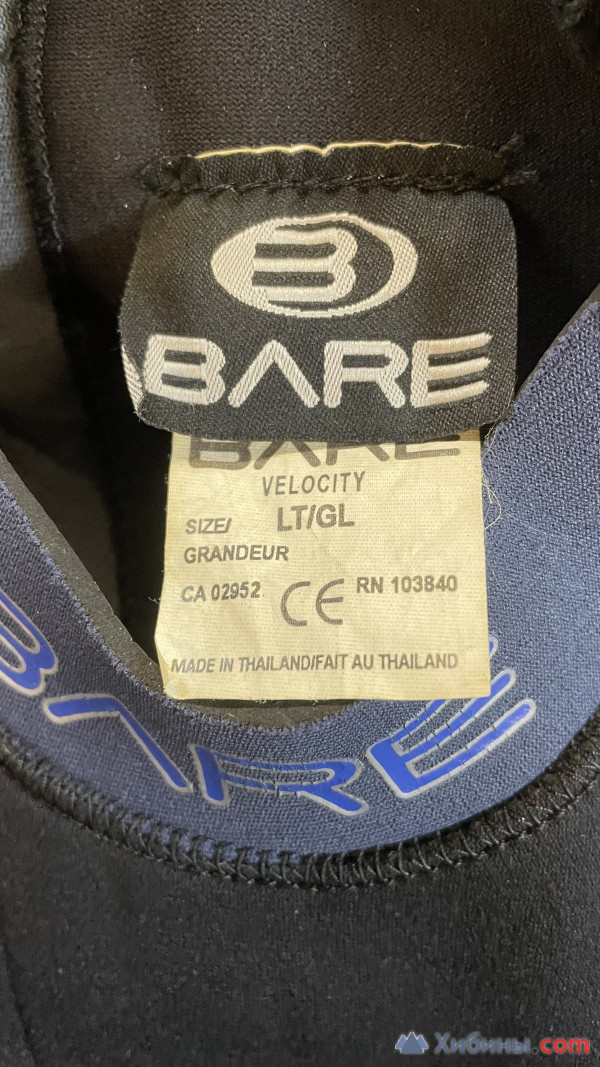 B
BARE
BARE
VELOCITY
SIZE/ LT/GL
GRANDEUR
CA 02952 CE RN 103840
MADE IN THAILAND/FAIT AU THAILAND
BARE
Хибины.com